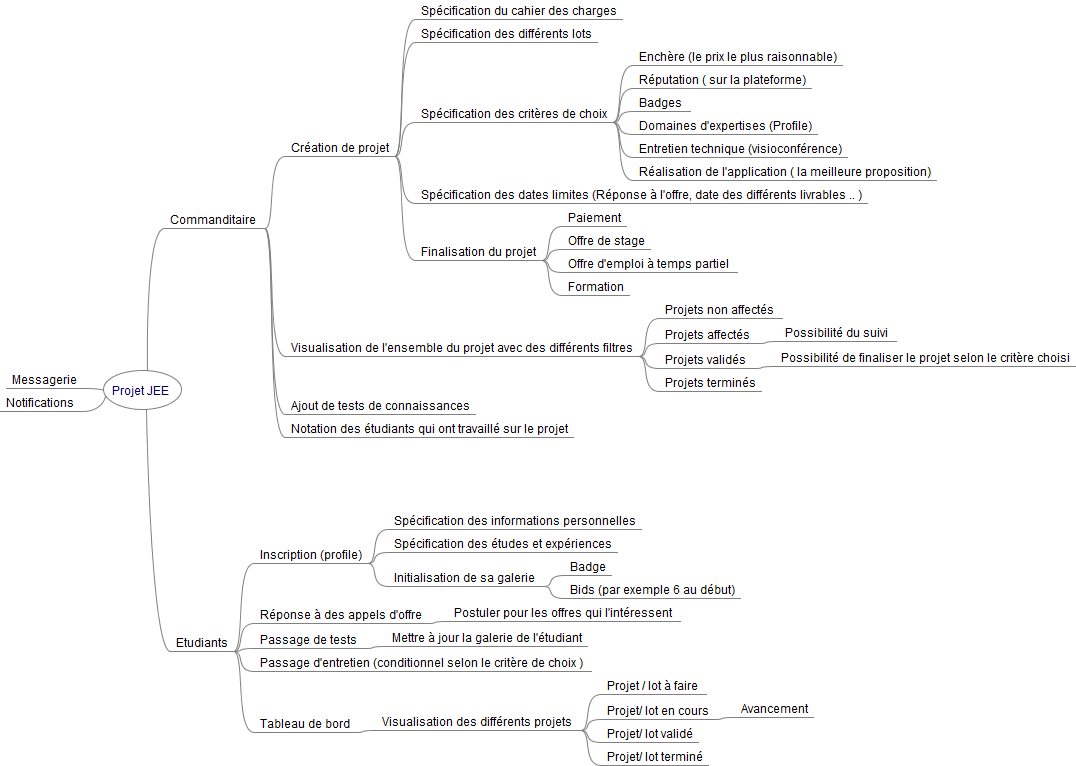 Projet JEE
Messagerie
Notifications
Commanditaire
Création de projet
Spécification du cahier des charges
Spécification des différents lots
Spécification des critères de choix
Enchère (le prix le plus raisonnable)
Réputation ( sur la plateforme)
Badges
Domaines d'expertises (Profile)
Entretien technique (visioconférence)
Réalisation de l'application ( la meilleure proposition)
Spécification des dates limites (Réponse à l'offre, date des différents livrables .. )
Finalisation du projet
Paiement
Offre de stage
Offre d'emploi à temps partiel
Formation
Visualisation de l'ensemble du projet avec des différents filtres
Projets non affectés
Projets affectés
Possibilité du suivi
Projets validés
Possibilité de finaliser le projet selon le critère choisi
Projets terminés
Ajout de tests de connaissances
Notation des étudiants qui ont travaillé sur le projet
Etudiants
Inscription (profile)
Spécification des informations personnelles
Spécification des études et expériences
Initialisation de sa galerie
Badge
Bids (par exemple 6 au début)
Réponse à des appels d'offre
Postuler pour les offres qui l'intéressent
Passage de tests
Mettre à jour la galerie de l'étudiant
Passage d'entretien (conditionnel selon le critère de choix )
Tableau de bord
Visualisation des différents projets
Projet / lot à faire
Projet/ lot en cours
Avancement
Projet/ lot validé
Projet/ lot terminé